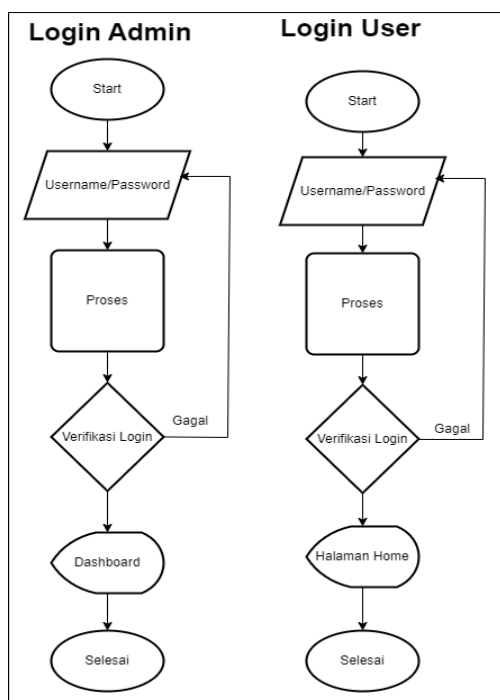 Login Admin
Start
Username/Password
Proses
Verifikasi Login
Gagal
Dashboard
Selesai
Login User
Start
Username/Password
Proses
Verifikasi Login
Gagal
Halaman Home
Selesai